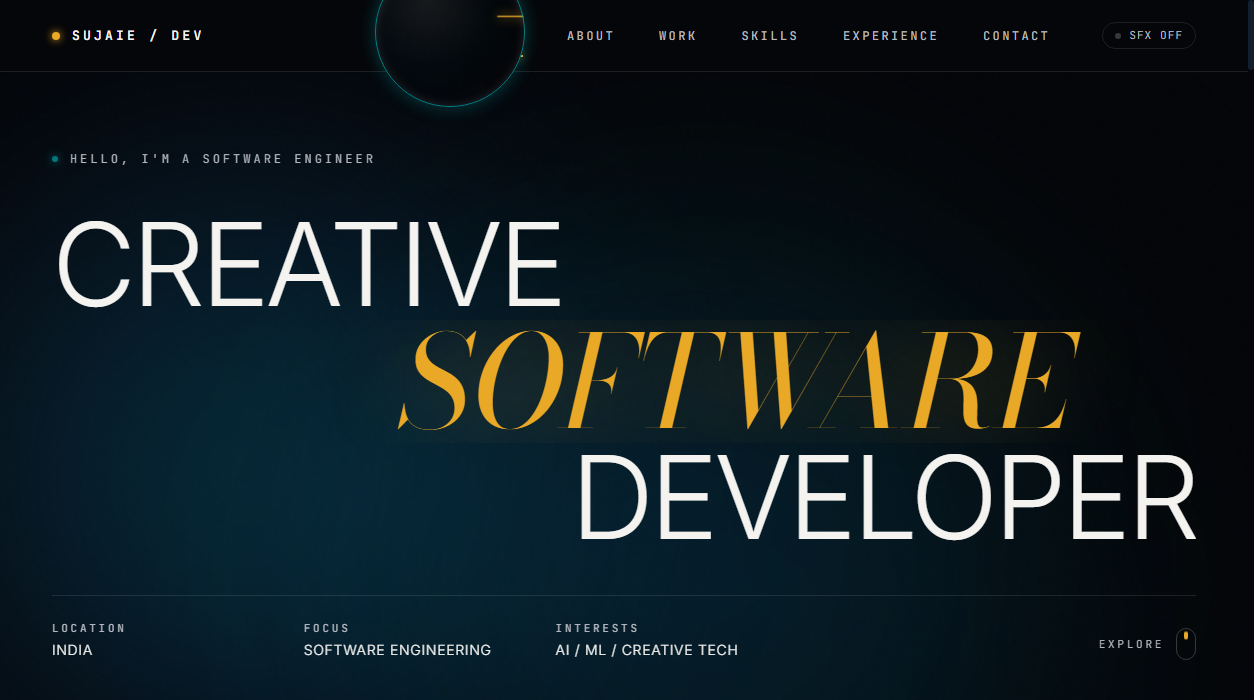 SUJAIE / DEV
ABOUT
WORK
SKILLS
EXPERIENCE
CONTACT
SFX OFF
HELLO, I'M A SOFTWARE ENGINEER
CREATIVE
SOFTWARE
DEVELOPER
LOCATION
INDIA
FOCUS
SOFTWARE ENGINEERING
INTERESTS
AI / ML / CREATIVE TECH
EXPLORE